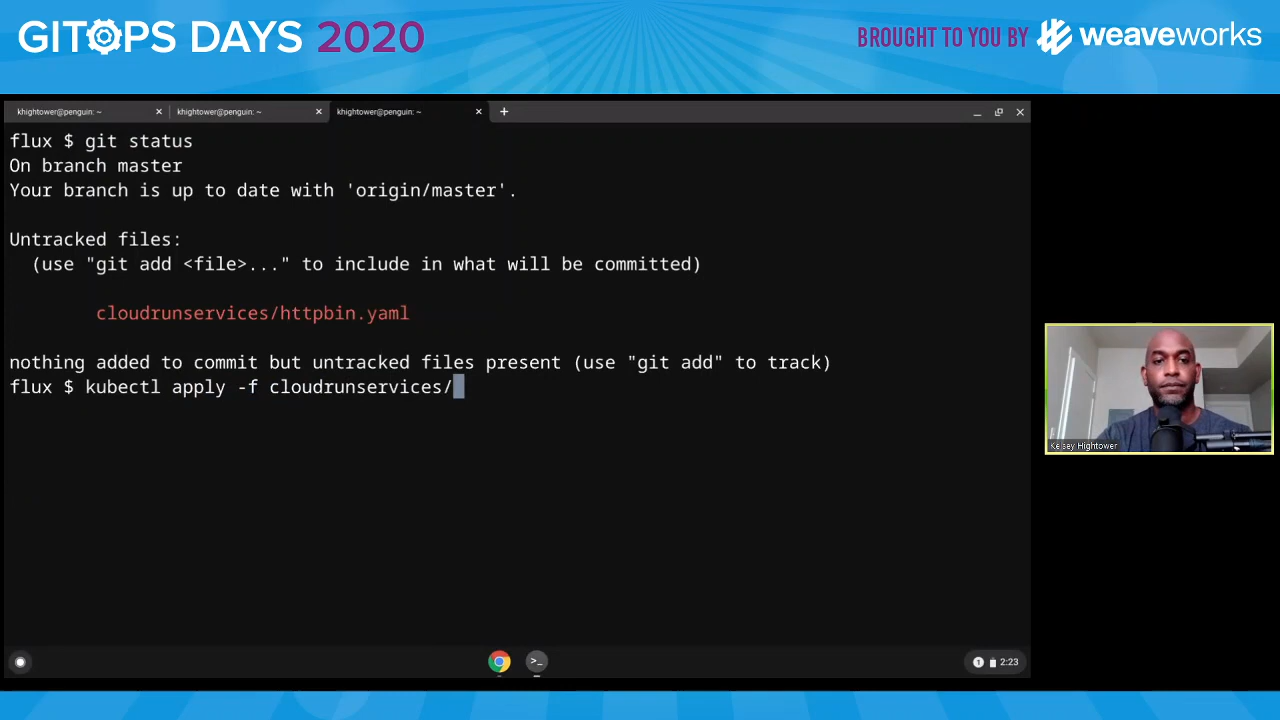 GITOPS DAYS 2020
BROUGHT TO YOU BY weaveworks
khightower@penguin: ~
khightower@penguin: ~
khightower@penguin: ~
flux $ git status
On branch master
Your branch is up to date with 'origin/master'.
Untracked files:
(use "git add <file>..." to include in what will be committed)
cloudrunservices/httpbin.yaml
nothing added to commit but untracked files present (use "git add" to track)
flux $ kubectl apply -f cloudrunservices/
Kelsey Hightower
1 2:23